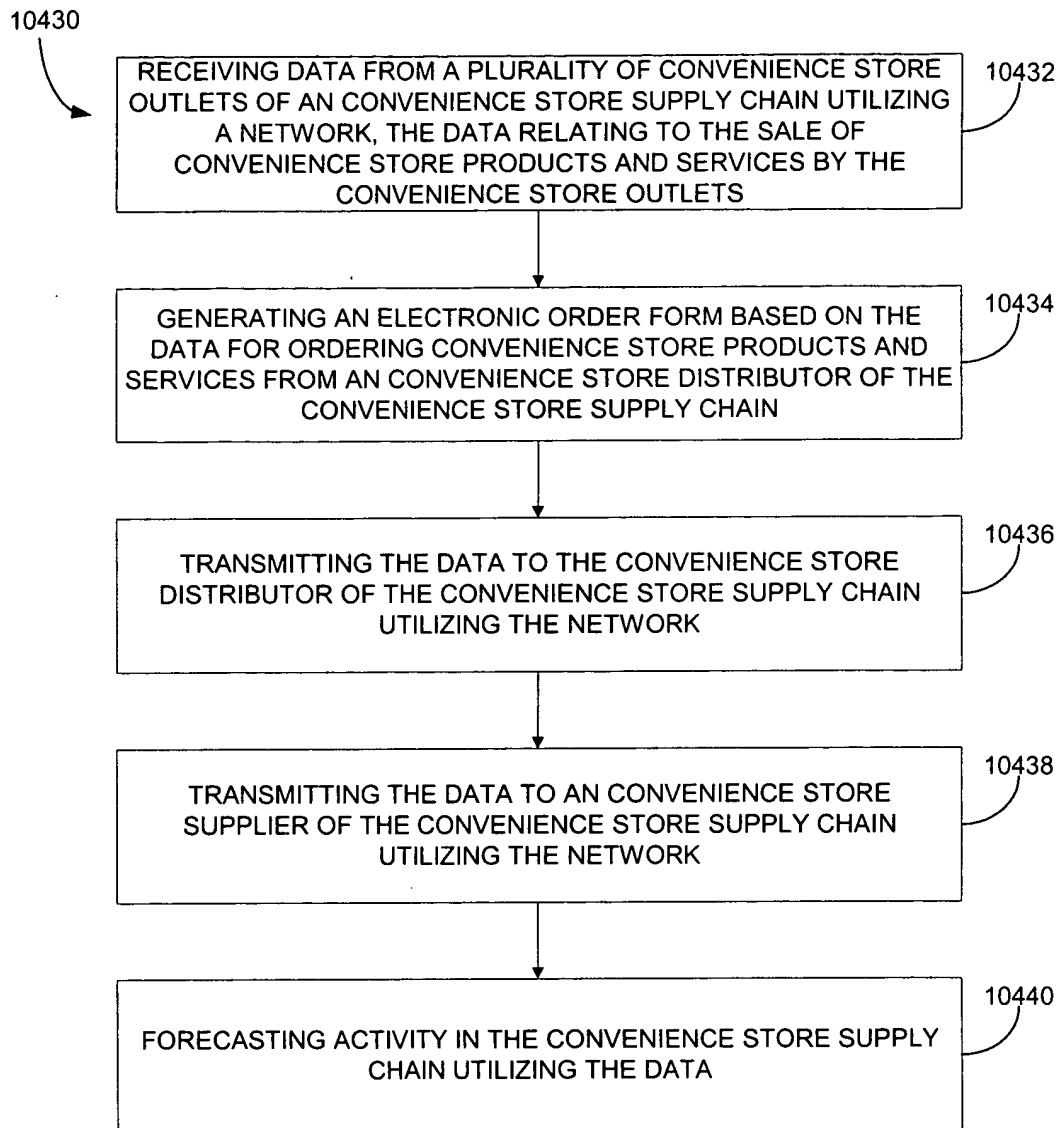 10430
RECEIVING DATA FROM A PLURALITY OF CONVENIENCE STORE
OUTLETS OF AN CONVENIENCE STORE SUPPLY CHAIN UTILIZING
A NETWORK, THE DATA RELATING TO THE SALE OF
CONVENIENCE STORE PRODUCTS AND SERVICES BY THE
CONVENIENCE STORE OUTLETS
10432
GENERATING AN ELECTRONIC ORDER FORM BASED ON THE
DATA FOR ORDERING CONVENIENCE STORE PRODUCTS AND
SERVICES FROM AN CONVENIENCE STORE DISTRIBUTOR OF THE
CONVENIENCE STORE SUPPLY CHAIN
10434
TRANSMITTING THE DATA TO THE CONVENIENCE STORE
DISTRIBUTOR OF THE CONVENIENCE STORE SUPPLY CHAIN
UTILIZING THE NETWORK
10436
TRANSMITTING THE DATA TO AN CONVENIENCE STORE
SUPPLIER OF THE CONVENIENCE STORE SUPPLY CHAIN
UTILIZING THE NETWORK
10438
FORECASTING ACTIVITY IN THE CONVENIENCE STORE SUPPLY
CHAIN UTILIZING THE DATA
10440